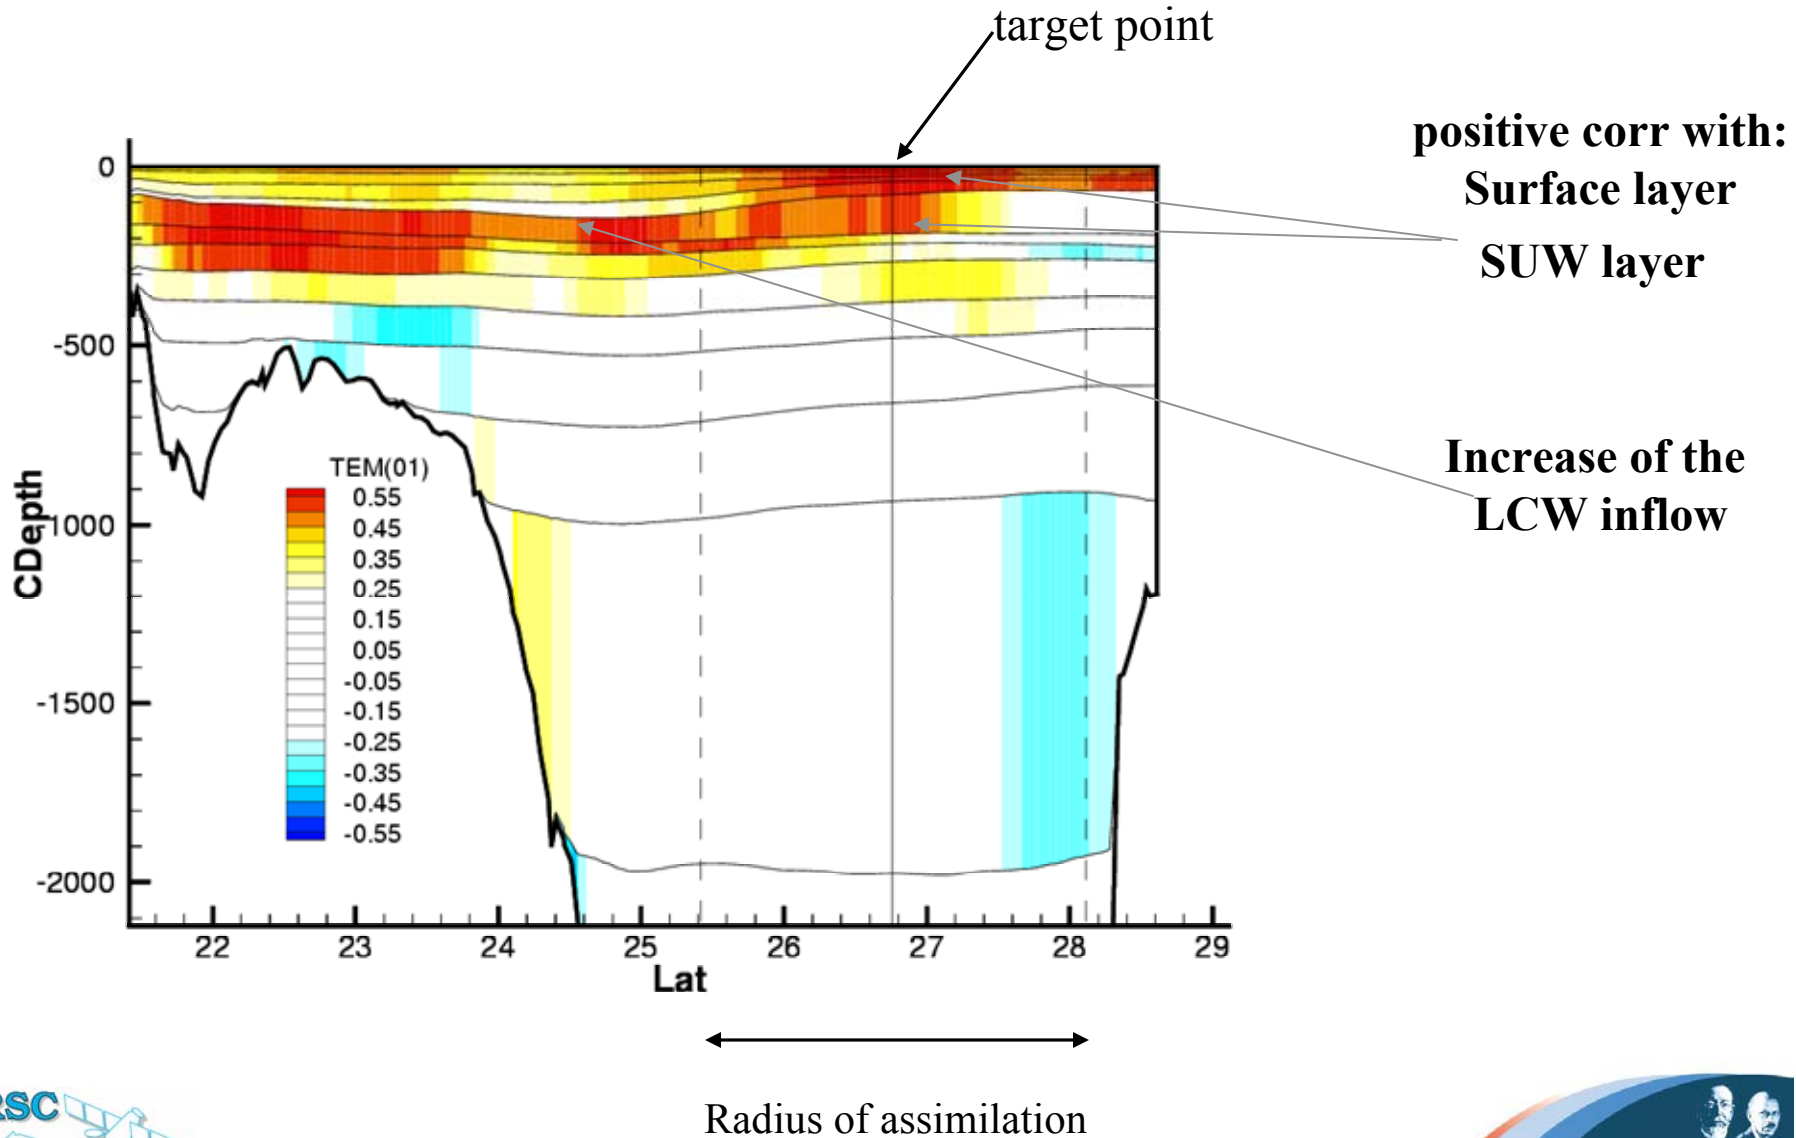 target point
positive corr with:
Surface layer
SUW layer
Increase of the
LCW inflow
0
-500
-1000
-1500
-2000
CDepth
TEM(01)
0.55
0.45
0.35
0.25
0.15
0.05
-0.05
-0.15
-0.25
-0.35
-0.45
-0.55
22
23
24
25
26
27
28
29
Lat
Radius of assimilation
RSC